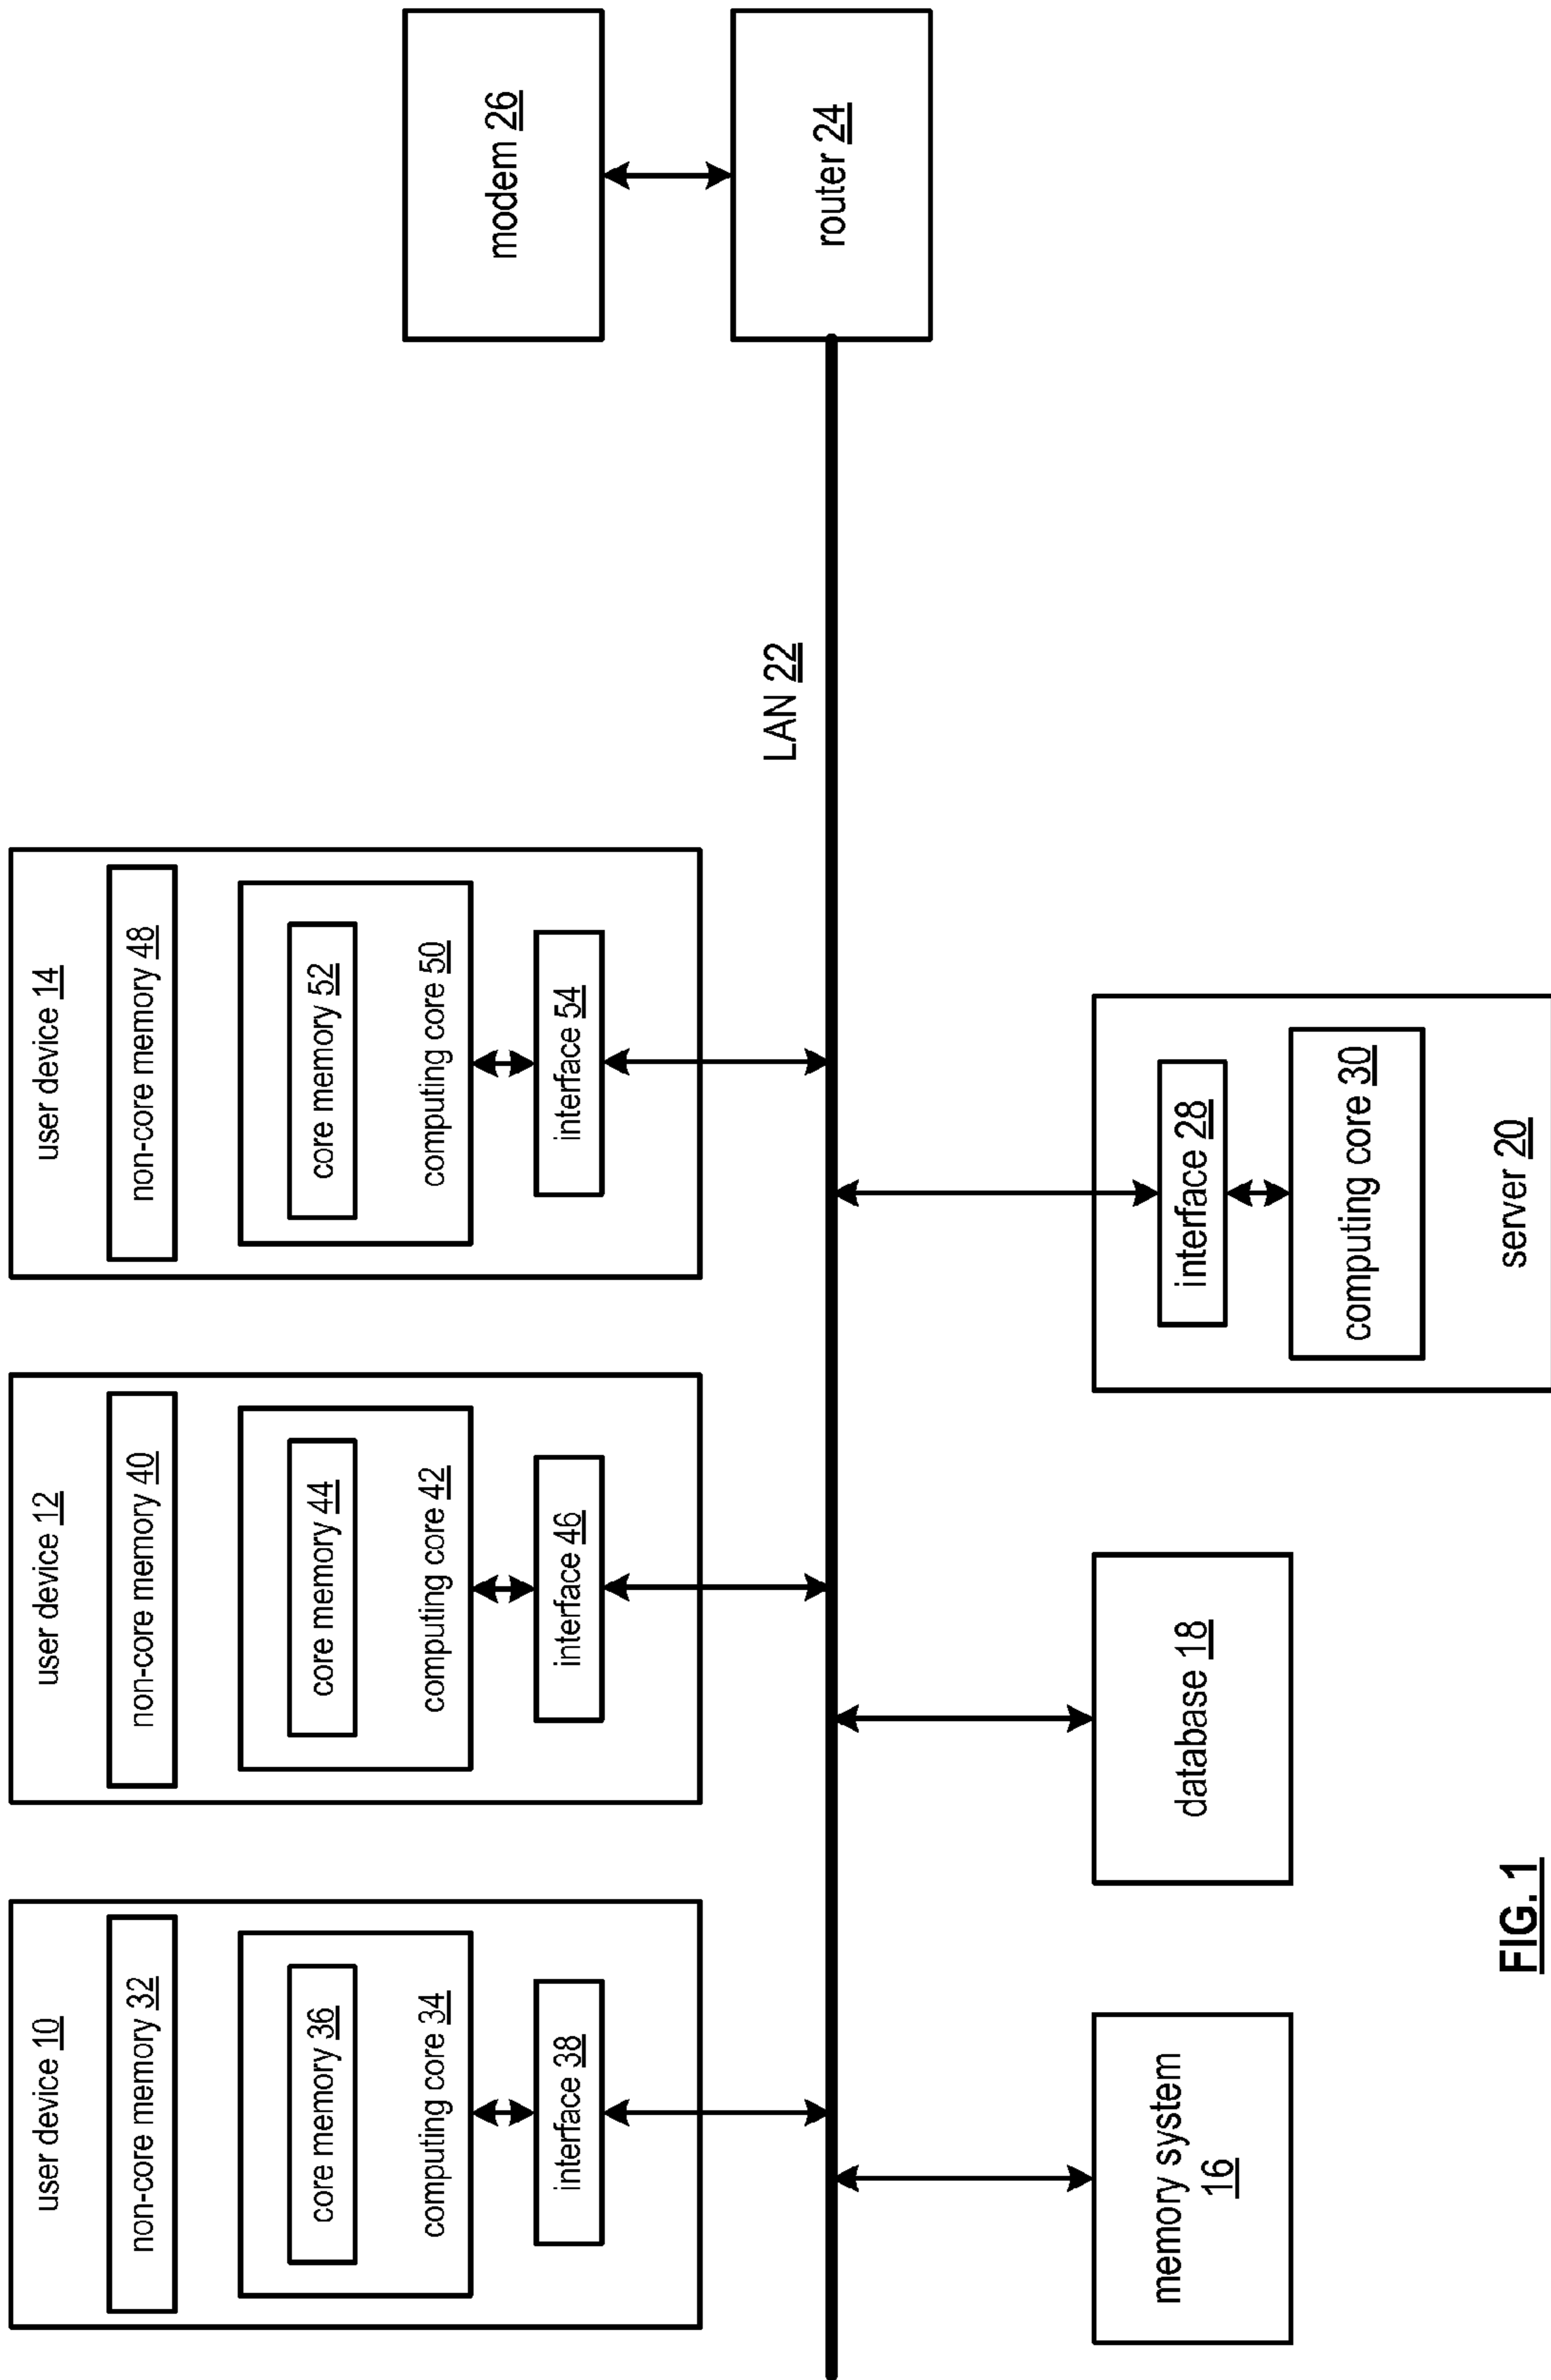 user device 10
non-core memory 32
core memory 36
computing core 34
interface 38
user device 12
non-core memory 40
core memory 44
computing core 42
interface 46
user device 14
non-core memory 48
core memory 52
computing core 50
interface 54
modem 26
router 24
LAN 22
memory system
16
database 18
interface 28
computing core 30
server 20
FIG. 1